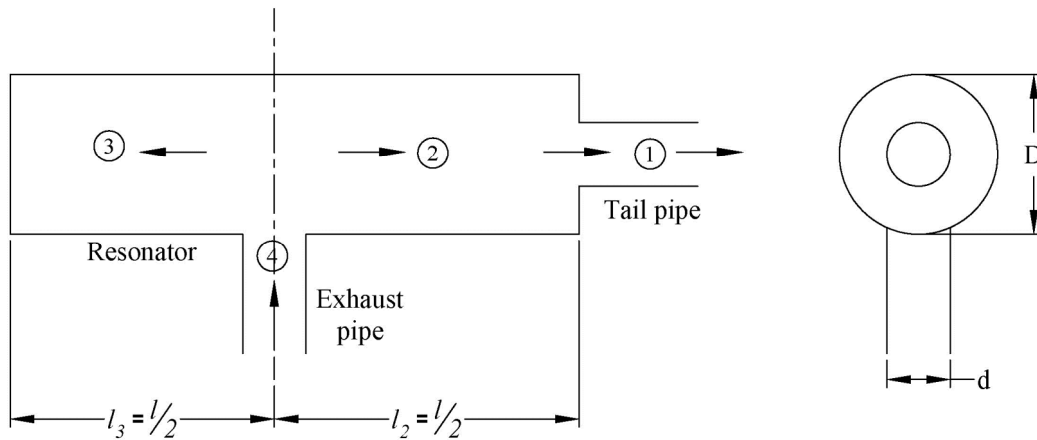 ③ ② ① D
Tail pipe
Resonator
④
Exhaust
pipe
d
l₃ = l/2 l₂ = l/2